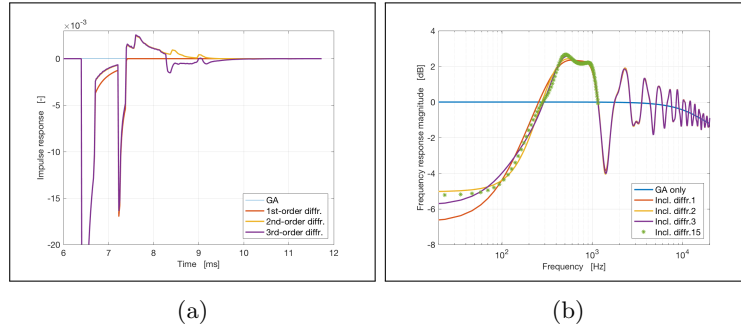 ×10⁻³
0
-5
-10
-15
-20
6 7 8 9 10 11 12
Impulse response [-]
Time [ms]
GA
1st-order diffr.
2nd-order diffr.
3rd-order diffr.
(a)
6
4
2
0
-2
-4
-6
-8
10² 10³ 10⁴
Frequency response magnitude [dB]
Frequency [Hz]
GA only
Incl. diffr.1
Incl. diffr.2
Incl. diffr.3
Incl. diffr.15
(b)